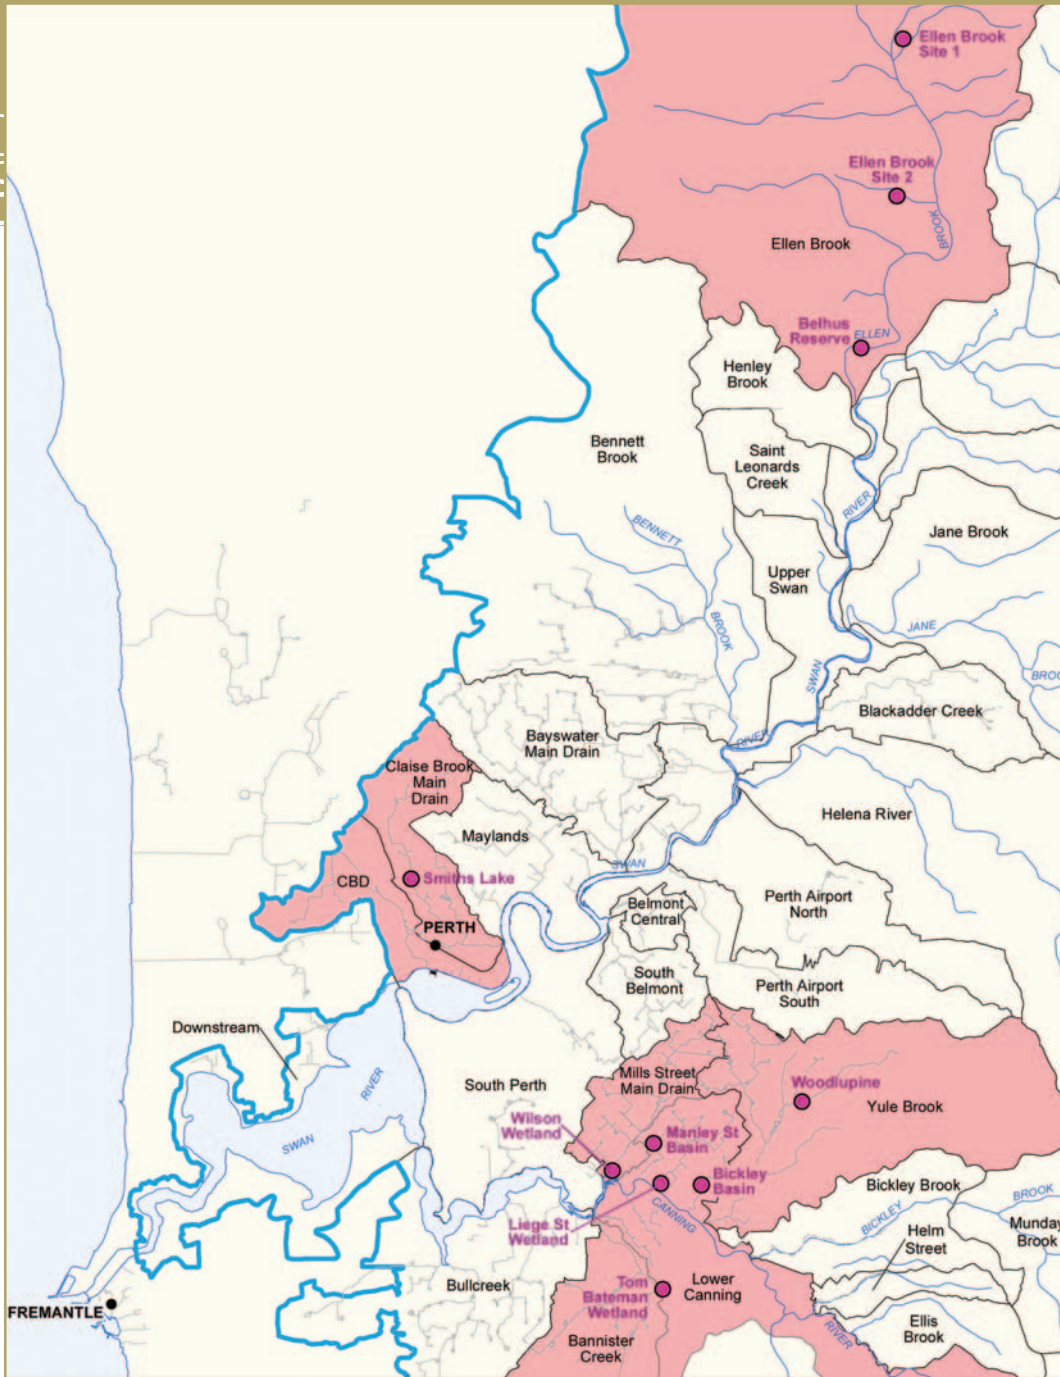 Ellen Brook
Site 1
Ellen Brook
Site 2
BROOK
Ellen Brook
Belhus
Reserve
ELLEN
Henley
Brook
Bennett
Brook
Saint
Leonards
Creek
RIVER
BENNETT
Jane Brook
Upper
Swan
BROOK
JANE
SWAN
Blackadder Creek
RIVER
Bayswater
Main Drain
Claise Brook
Main
Drain
Helena River
Maylands
SWAN
CBD
Smiths Lake
Belmont
Central
Perth Airport
North
PERTH
South
Belmont
Perth Airport
South
Downstream
RIVER
South Perth
Mills Street
Main Drain
Woodlupine
Yule Brook
Wilson
Wetland
Manley St
Basin
SWAN
Bickley
Basin
Bickley Brook
BROOK
BICKLEY
CANNING
Liege St
Wetland
Helm
Street
Munday
Brook
Bullcreek
Tom
Bateman
Wetland
Lower
Canning
FREMANTLE
Ellis
Brook
RIVER
Bannister
Creek